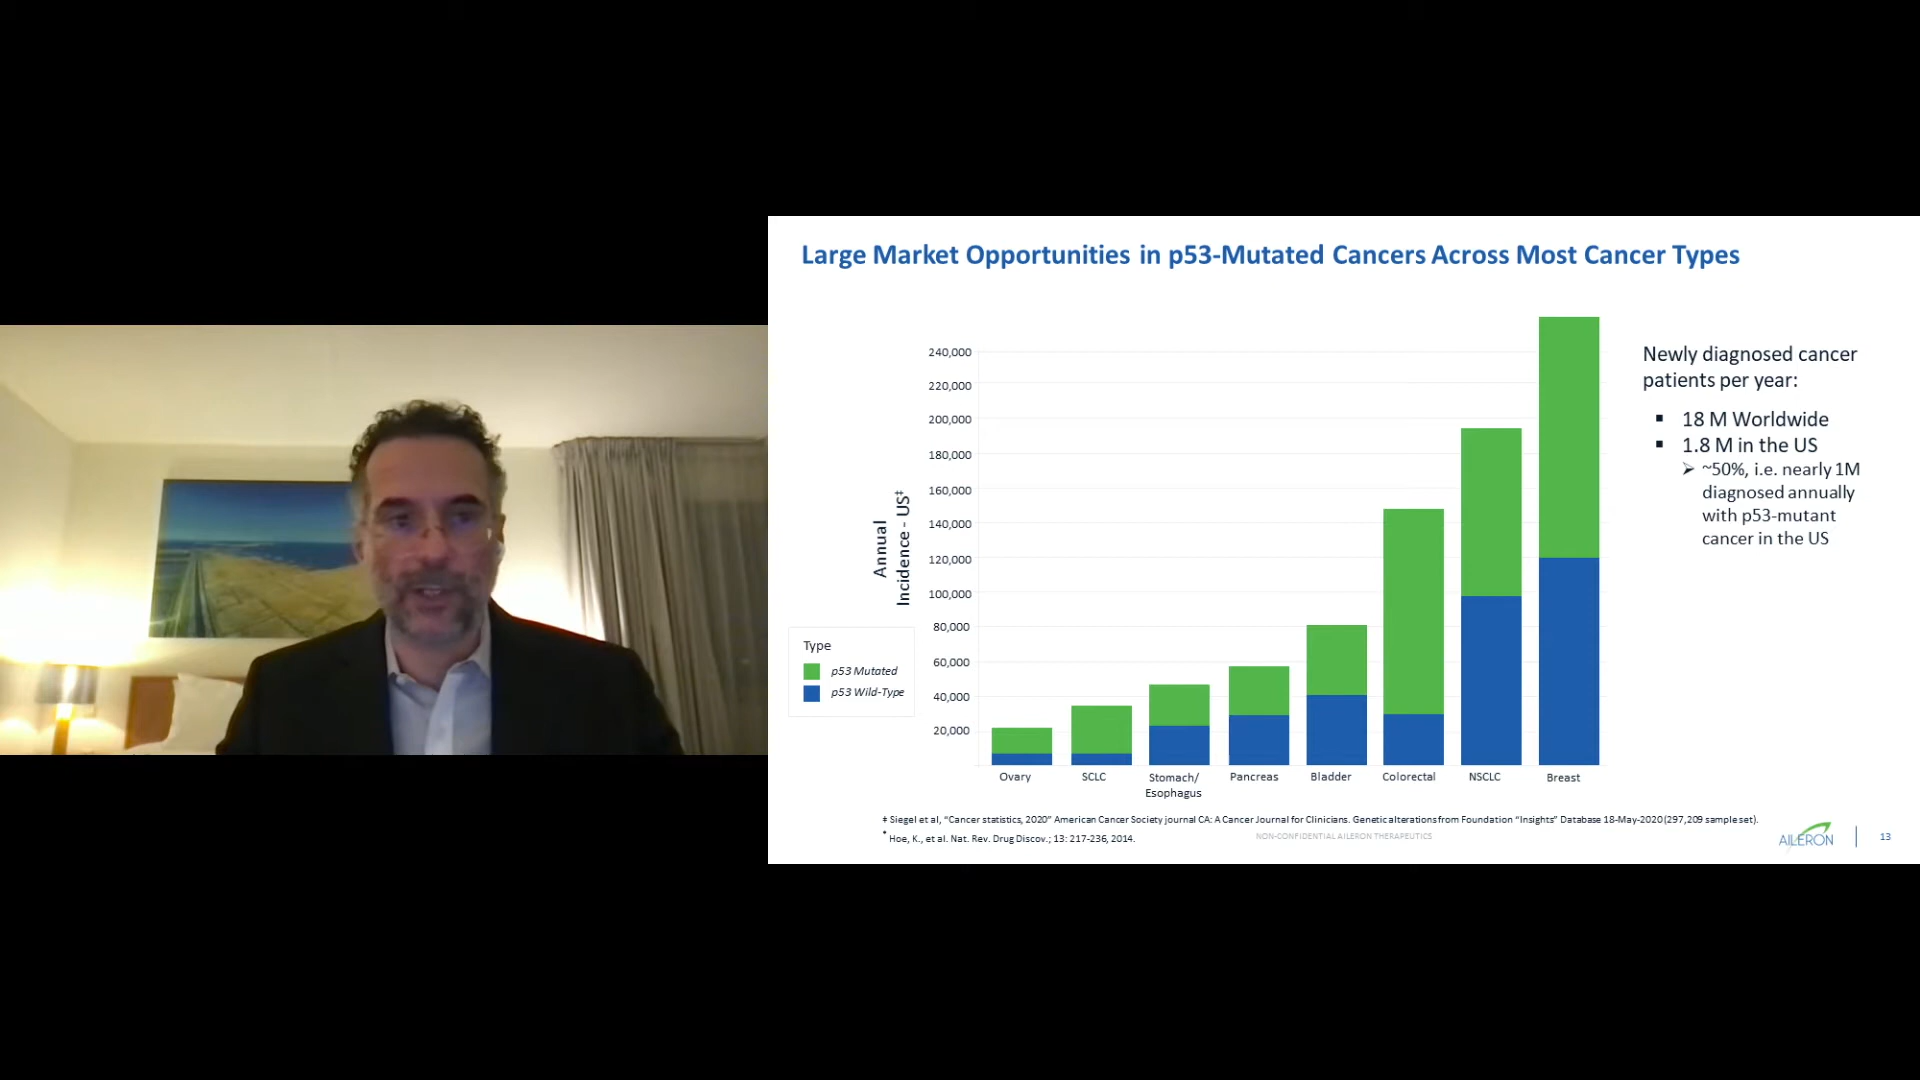 Large Market Opportunities in p53-Mutated Cancers Across Most Cancer Types
240,000
220,000
200,000
180,000
160,000
140,000
120,000
100,000
80,000
60,000
40,000
20,000
Annual
Incidence - US‡
Type
p53 Mutated
p53 Wild-Type
Ovary
SCLC
Stomach/
Esophagus
Pancreas
Bladder
Colorectal
NSCLC
Breast
Newly diagnosed cancer
patients per year:
▪ 18 M Worldwide
▪ 1.8 M in the US
➢ ~50%, i.e. nearly 1M
diagnosed annually
with p53-mutant
cancer in the US
‡ Siegel et al, “Cancer statistics, 2020” American Cancer Society journal CA: A Cancer Journal for Clinicians. Genetic alterations from Foundation “Insights” Database 18-May-2020 (297,209 sample set).
* Hoe, K., et al. Nat. Rev. Drug Discov.; 13: 217-236, 2014.
NON-CONFIDENTIAL AILERON THERAPEUTICS
AILERON
13